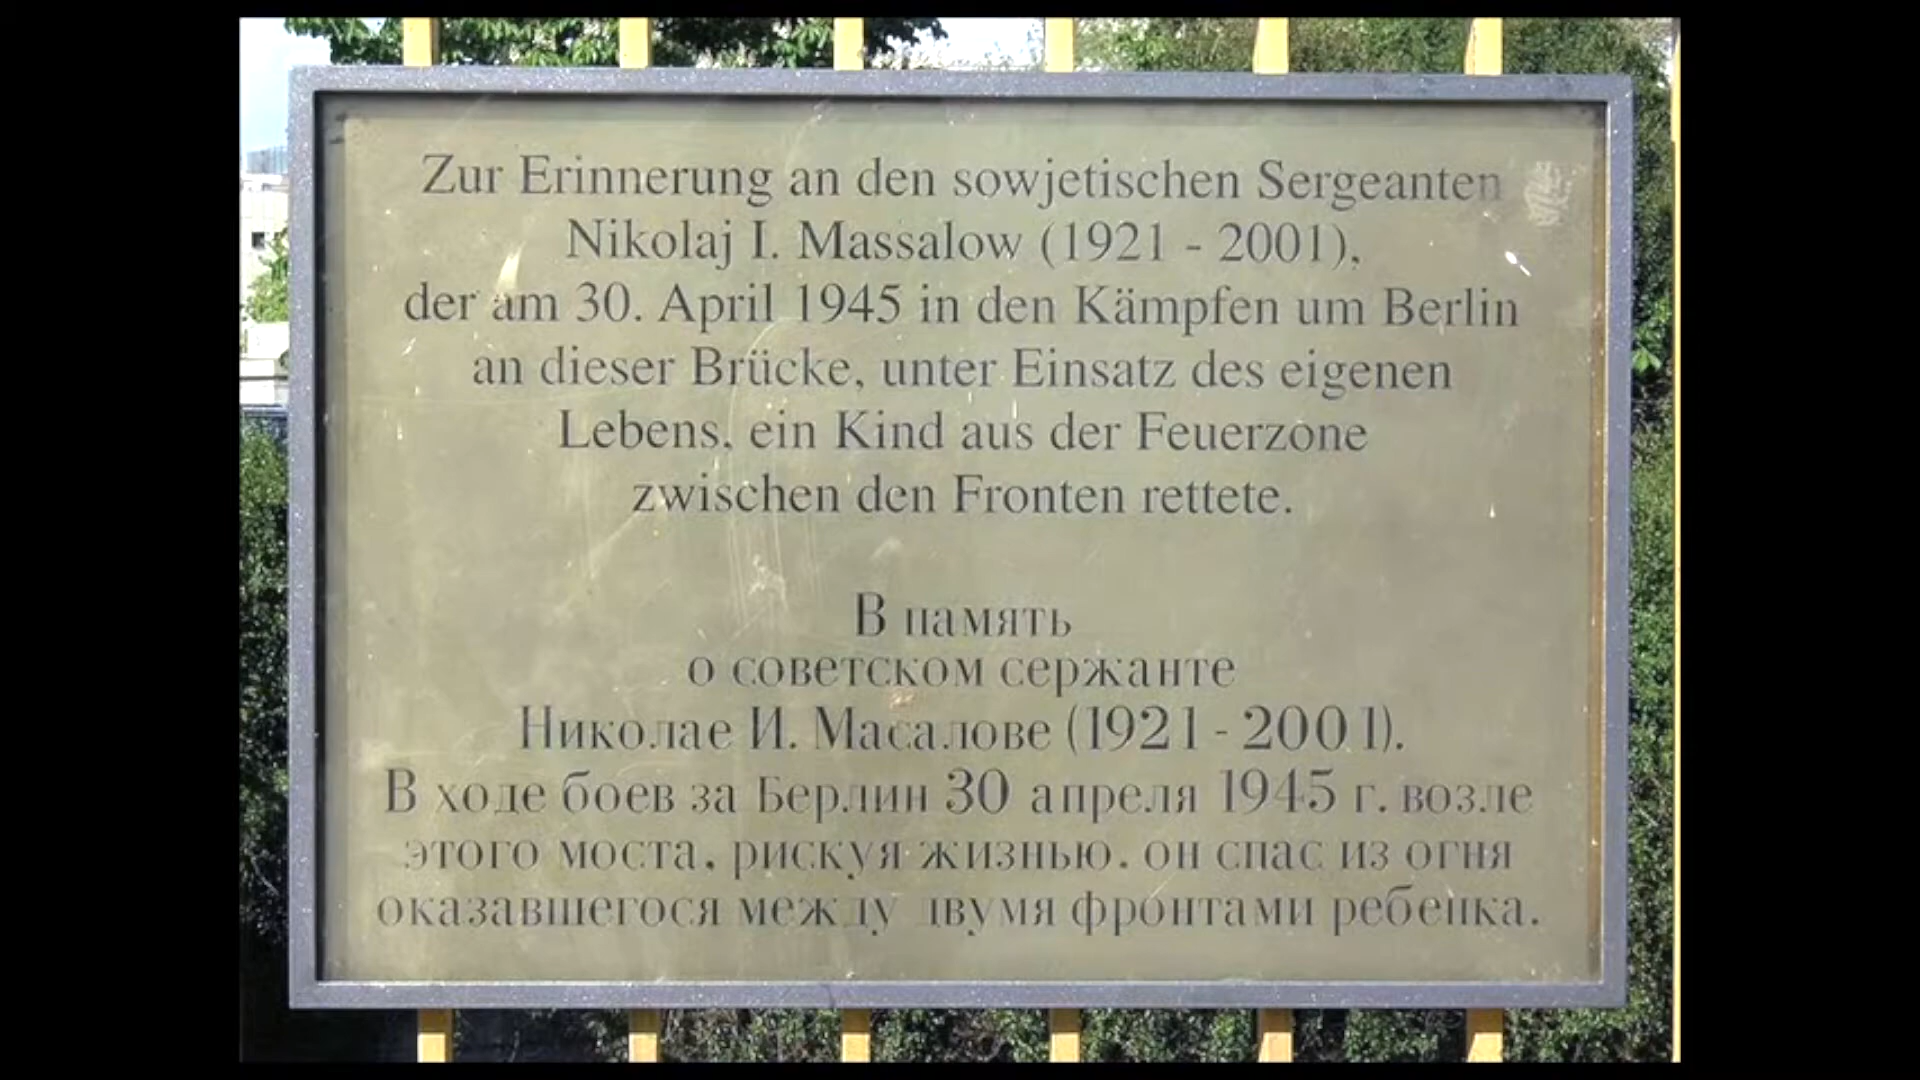 Zur Erinnerung an den sowjetischen Sergeanten
Nikolaj I. Massalow (1921 - 2001),
der am 30. April 1945 in den Kämpfen um Berlin
an dieser Brücke, unter Einsatz des eigenen
Lebens, ein Kind aus der Feuerzone
zwischen den Fronten rettete.
В память
о советском сержанте
Николае И. Масалове (1921 - 2001).
В ходе боев за Берлин 30 апреля 1945 г. возле
этого моста, рискуя жизнью, он спас из огня
оказавшегося между двумя фронтами ребенка.